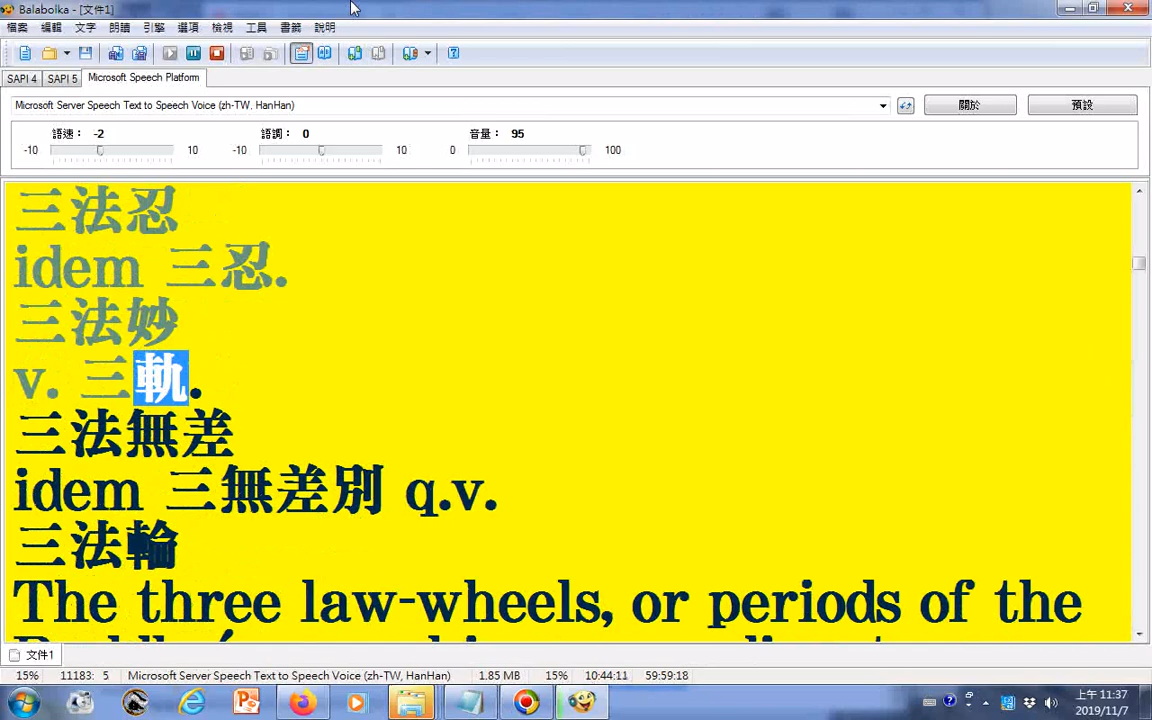 Balabolka - [文件1]
檔案 編輯 文字 朗讀 引擎 選項 檢視 工具 書籤 說明
SAPI 4 SAPI 5 Microsoft Speech Platform
Microsoft Server Speech Text to Speech Voice (zh-TW, HanHan) 關於 預設
語速： -2 語調： 0 音量： 95
-10 10 -10 10 0 100
三法忍
idem 三忍.
三法妙
v. 三軌.
三法無差
idem 三無差別 q.v.
三法輪
The three law-wheels, or periods of the
文件1
15% 11183: 5 Microsoft Server Speech Text to Speech Voice (zh-TW, HanHan) 1.85 MB 15% 10:44:11 59:59:18
上午 11:37
2019/11/7